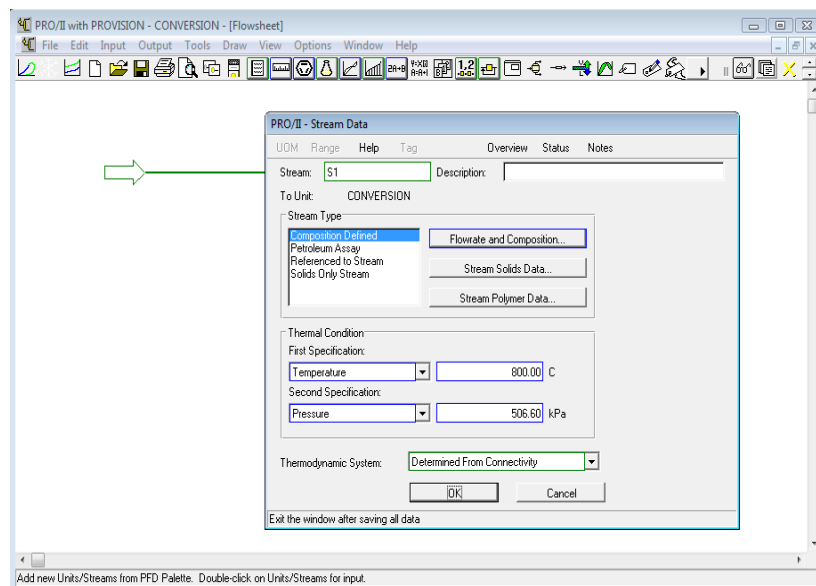 PRO/II with PROVISION - CONVERSION - [Flowsheet]
File Edit Input Output Tools Draw View Options Window Help
PRO/II - Stream Data
UOM Range Help Tag Overview Status Notes
Stream: S1 Description:
To Unit: CONVERSION
Stream Type
Composition Defined
Petroleum Assay
Referenced to Stream
Solids Only Stream
Flowrate and Composition...
Stream Solids Data...
Stream Polymer Data...
Thermal Condition
First Specification:
Temperature 800.00 C
Second Specification:
Pressure 506.60 kPa
Thermodynamic System: Determined From Connectivity
OK Cancel
Exit the window after saving all data
Add new Units/Streams from PFD Palette. Double-click on Units/Streams for input.